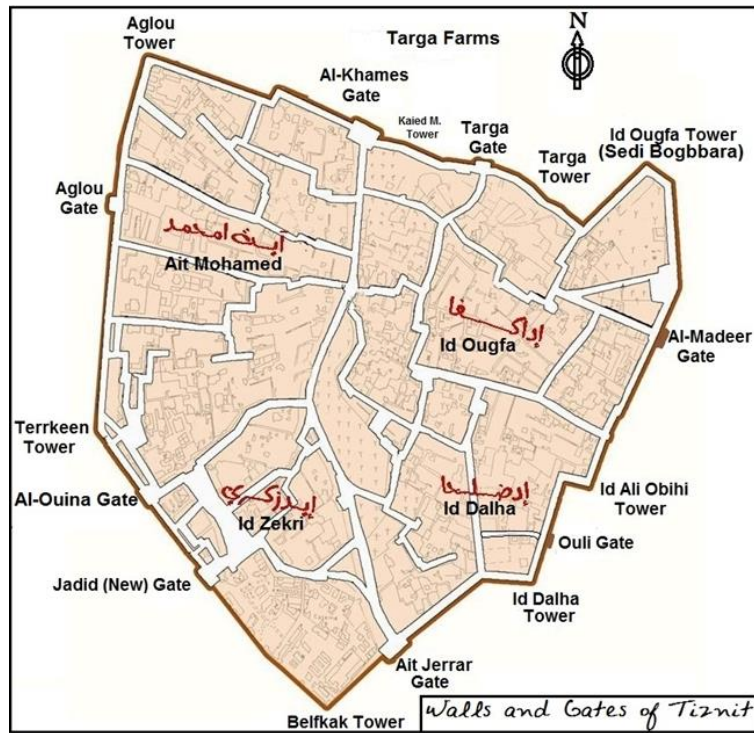 Aglou
Tower
Targa Farms
N
Al-Khames
Gate
Kaied M.
Tower
Targa
Gate
Targa
Tower
Id Ougfa Tower
(Sedi Bogbbara)
Aglou
Gate
أيت امحمد
Ait Mohamed
إداكفا
Id Ougfa
Al-Madeer
Gate
Terrkeen
Tower
Al-Ouina Gate
إيدزكري
Id Zekri
إدضلحا
Id Dalha
Id Ali Obihi
Tower
Ouli Gate
Jadid (New) Gate
Id Dalha
Tower
Ait Jerrar
Gate
Belfkak Tower
Walls and Gates of Tiznit